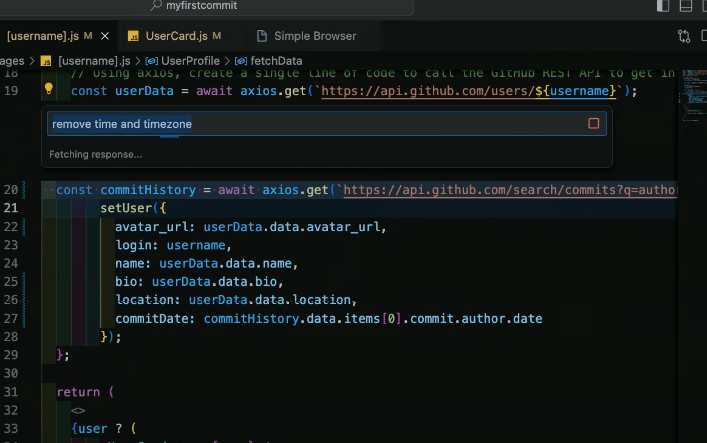 myfirstcommit
[username].js M
UserCard.js M
Simple Browser
ages > [username].js > UserProfile > fetchData
18 // Using axios, create a single line of code to call the GitHub REST API to get in
19 const userData = await axios.get(`https://api.github.com/users/${username}`);
remove time and timezone
Fetching response...
20 const commitHistory = await axios.get(`https://api.github.com/search/commits?q=autho
21 setUser({
22 avatar_url: userData.data.avatar_url,
23 login: username,
24 name: userData.data.name,
25 bio: userData.data.bio,
26 location: userData.data.location,
27 commitDate: commitHistory.data.items[0].commit.author.date
28 });
29 };
30
31 return (
32 <>
33 {user ? (